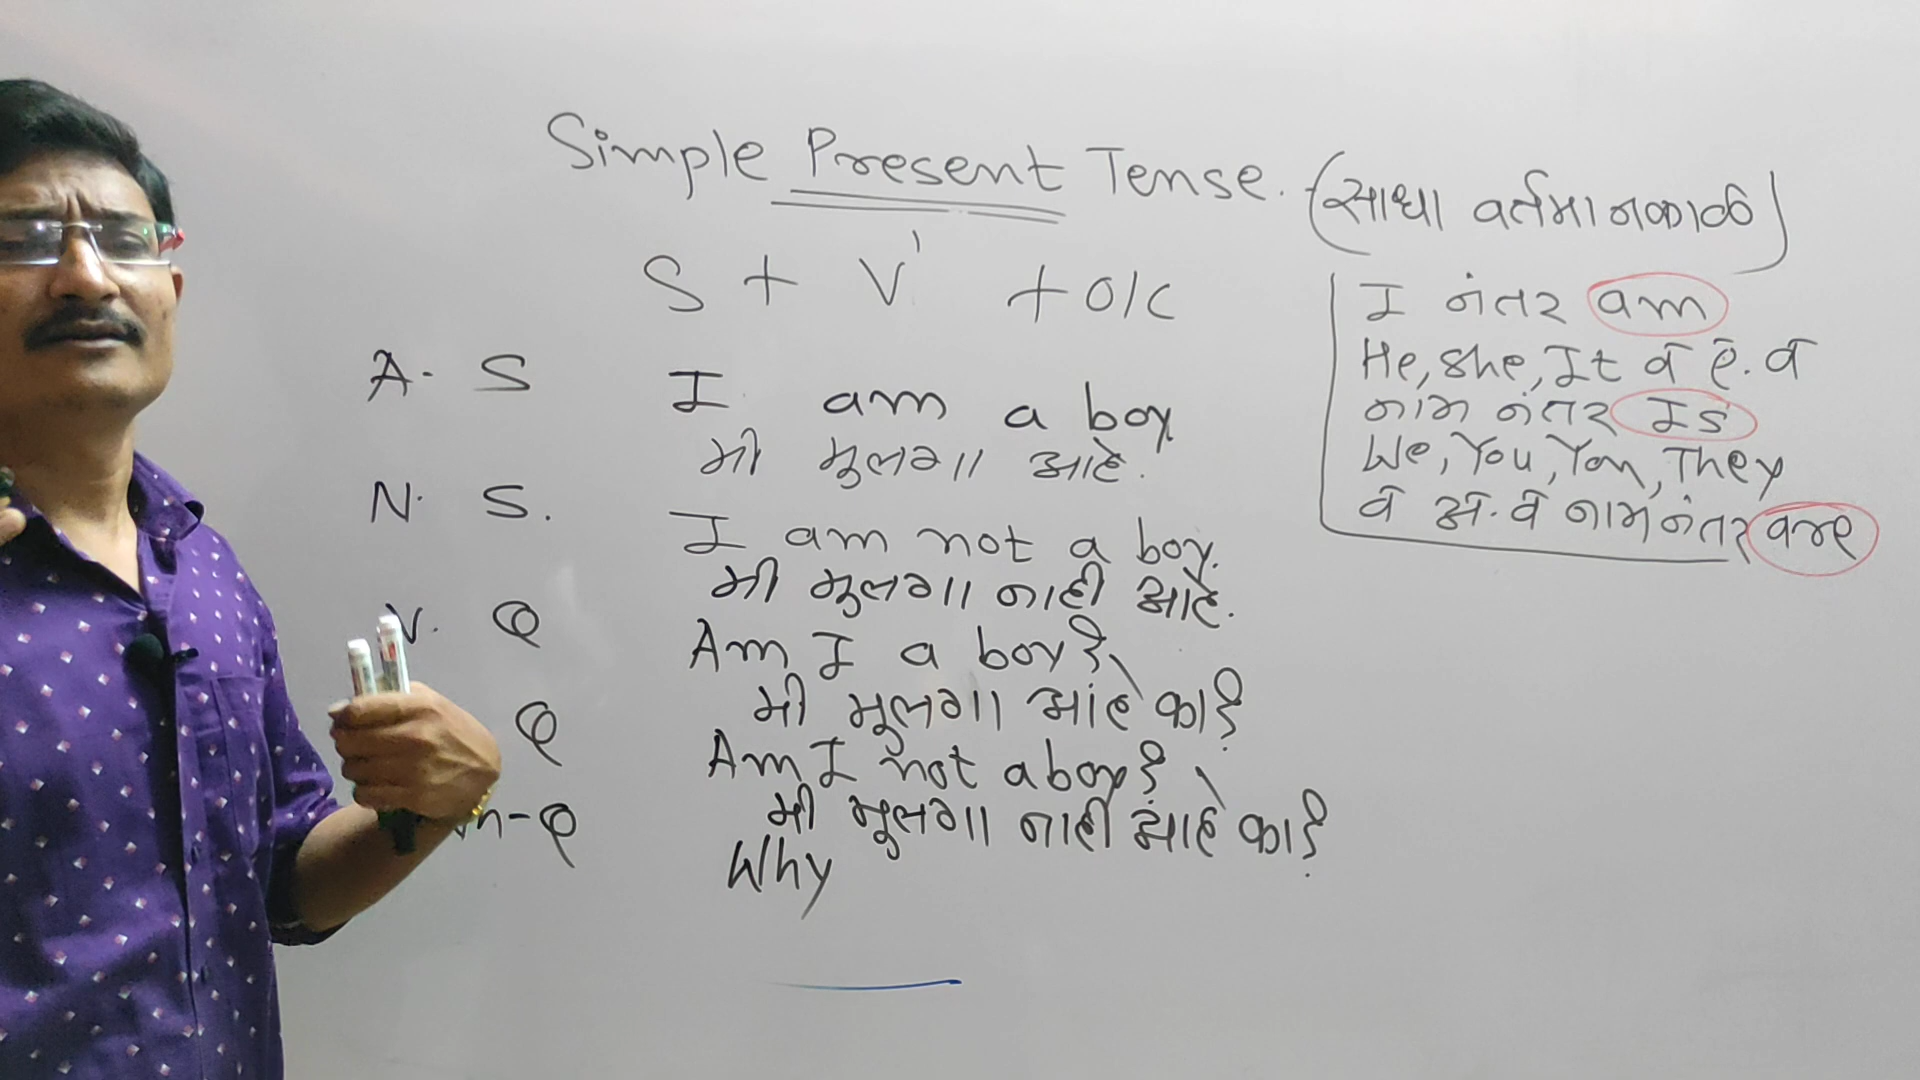 Simple Present Tense. (साधा वर्तमानकाळ)
S + V¹ + O/C
I नंतर am
He, She, It व ए. व
नाम नंतर Is
We, You, You, They
व अ. व नाम नंतर are
A. S I am a boy
मी मुलगा आहे.
N. S. I am not a boy.
मी मुलगा नाही आहे.
V. Q Am I a boy?
मी मुलगा आहे का?
Q Am I not a boy?
मी मुलगा नाही आहे का?
h-Q Why